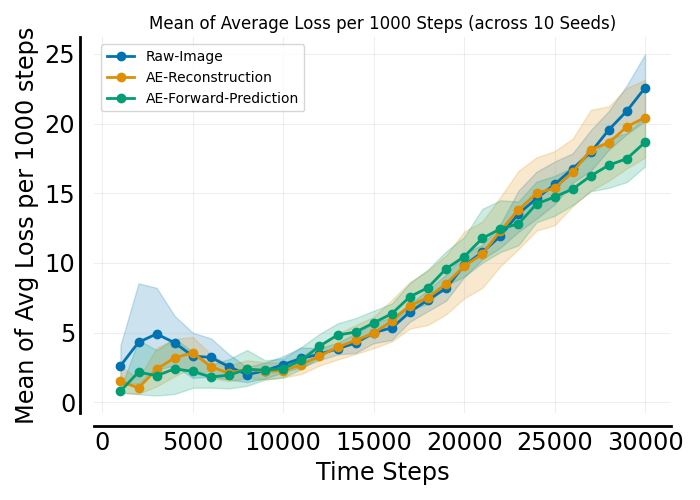 Mean of Average Loss per 1000 Steps (across 10 Seeds)
Mean of Avg Loss per 1000 steps
25
20
15
10
5
0
Raw-Image
AE-Reconstruction
AE-Forward-Prediction
0 5000 10000 15000 20000 25000 30000
Time Steps